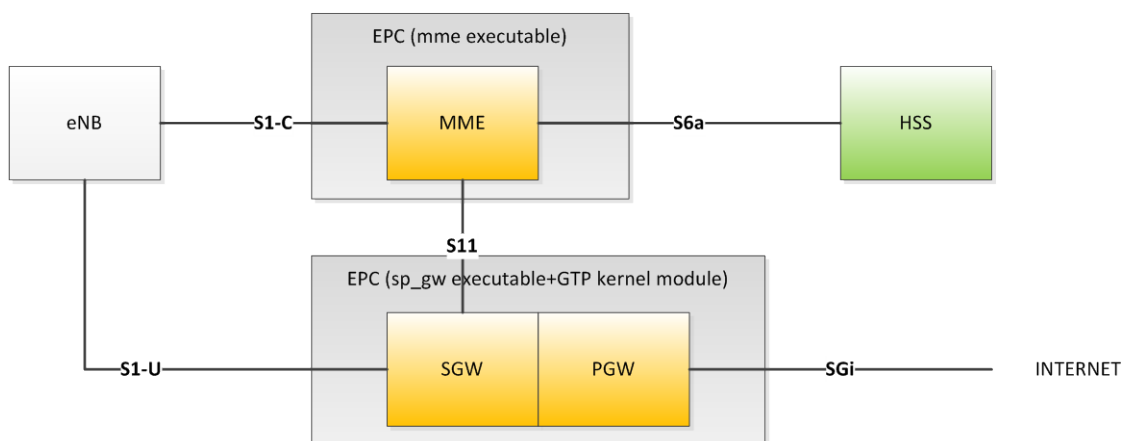 EPC (mme executable)
eNB
S1-C
MME
S6a
HSS
S11
EPC (sp_gw executable+GTP kernel module)
S1-U
SGW
PGW
SGi
INTERNET